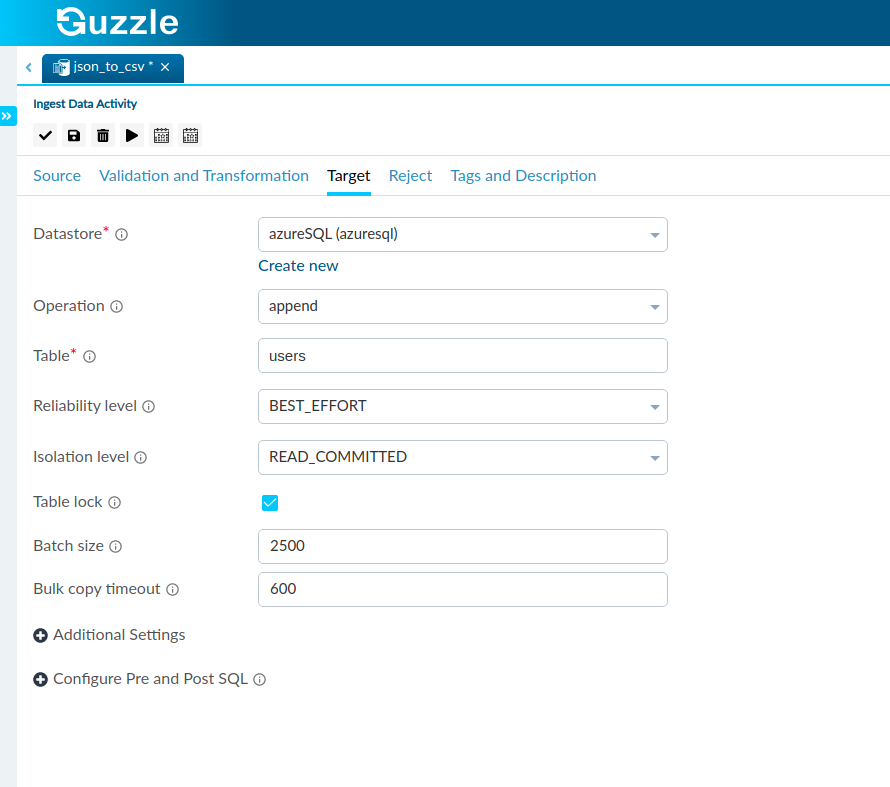 Guzzle
json_to_csv *
Ingest Data Activity
Source Validation and Transformation Target Reject Tags and Description
Datastore* azureSQL (azuresql)
Create new
Operation append
Table* users
Reliability level BEST_EFFORT
Isolation level READ_COMMITTED
Table lock
Batch size 2500
Bulk copy timeout 600
Additional Settings
Configure Pre and Post SQL